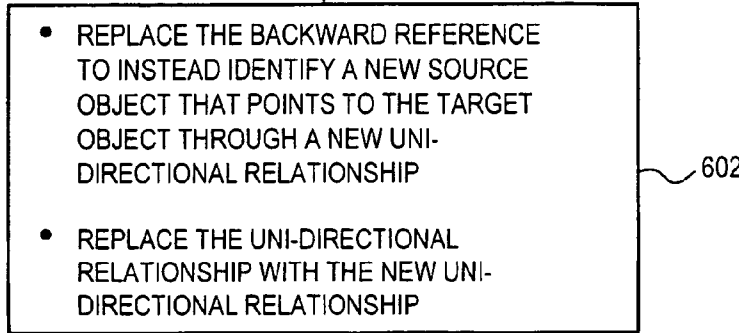 • REPLACE THE BACKWARD REFERENCE
TO INSTEAD IDENTIFY A NEW SOURCE
OBJECT THAT POINTS TO THE TARGET
OBJECT THROUGH A NEW UNI-
DIRECTIONAL RELATIONSHIP
602
• REPLACE THE UNI-DIRECTIONAL
RELATIONSHIP WITH THE NEW UNI-
DIRECTIONAL RELATIONSHIP